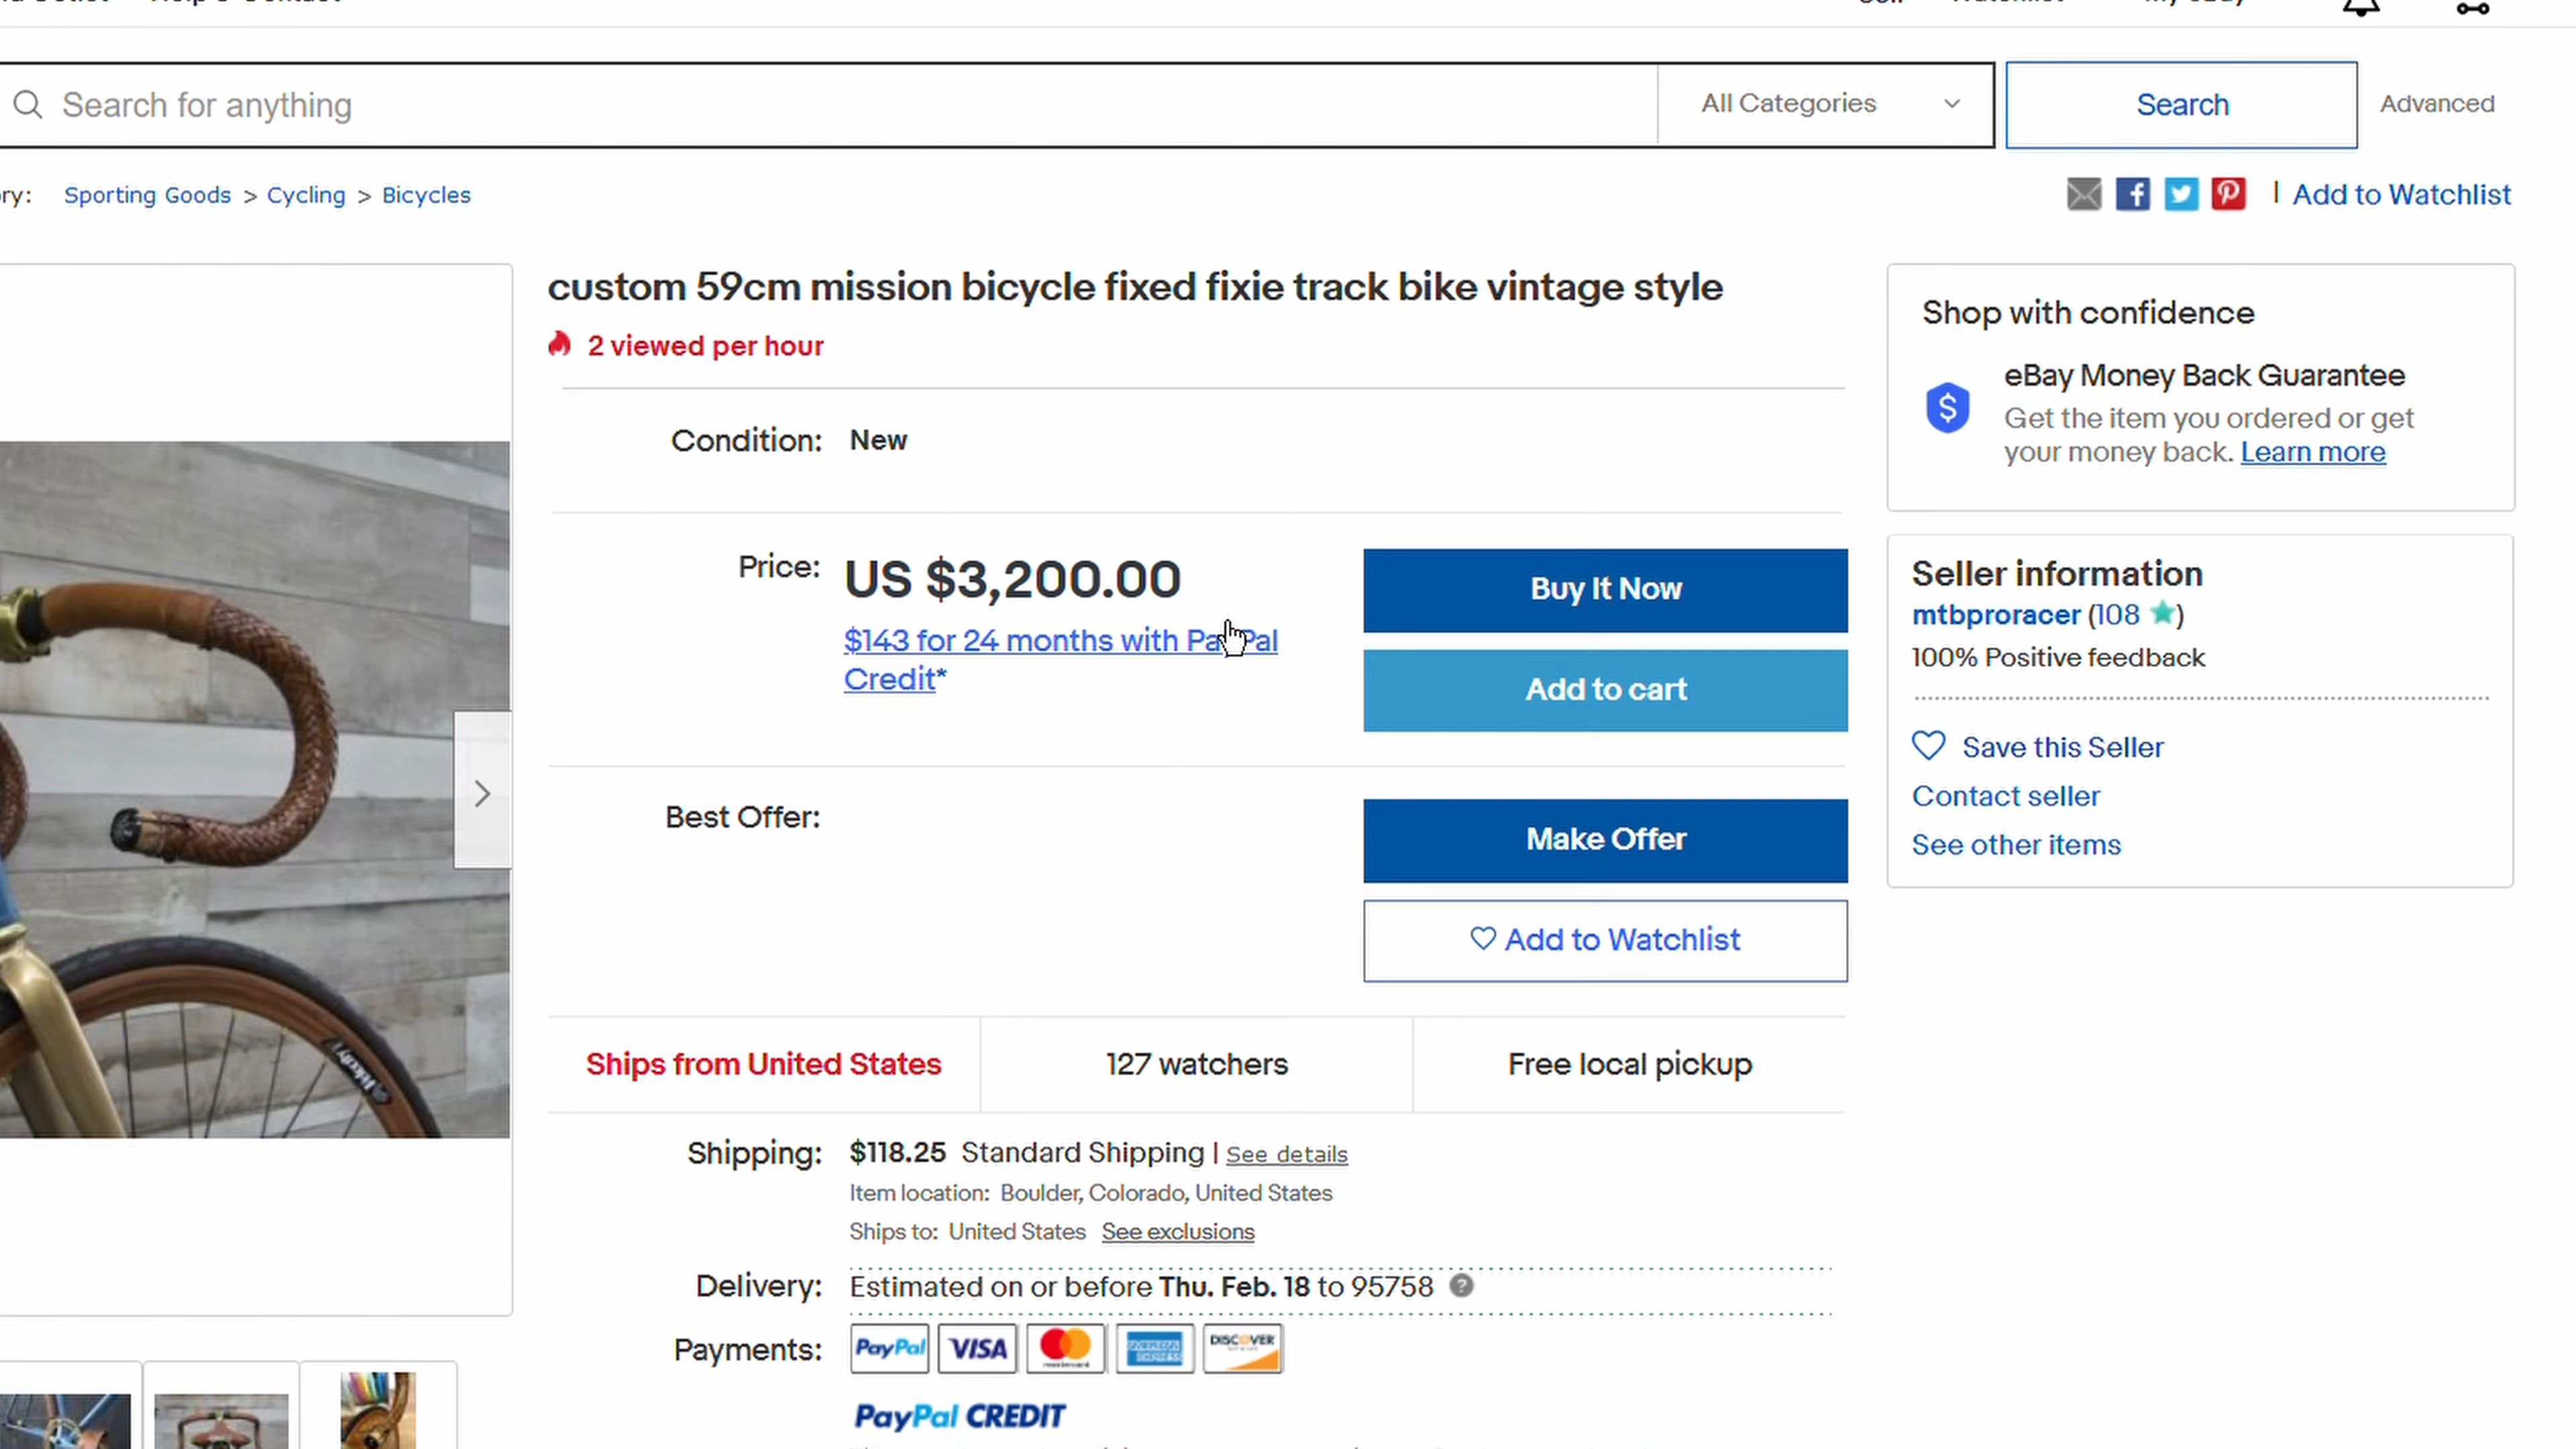 Search for anything
All Categories
Search
Advanced
Sporting Goods > Cycling > Bicycles
| Add to Watchlist
custom 59cm mission bicycle fixed fixie track bike vintage style
2 viewed per hour
Condition: New
Price: US $3,200.00
$143 for 24 months with PayPal
Credit*
Buy It Now
Add to cart
Best Offer:
Make Offer
Add to Watchlist
Ships from United States
127 watchers
Free local pickup
Shipping: $118.25 Standard Shipping | See details
Item location: Boulder, Colorado, United States
Ships to: United States See exclusions
Delivery: Estimated on or before Thu. Feb. 18 to 95758 ?
Payments: PayPal VISA mastercard AMERICAN EXPRESS DISCOVER
PayPal CREDIT
Shop with confidence
eBay Money Back Guarantee
Get the item you ordered or get
your money back. Learn more
Seller information
mtbproracer (108 ★)
100% Positive feedback
Save this Seller
Contact seller
See other items
Velocity